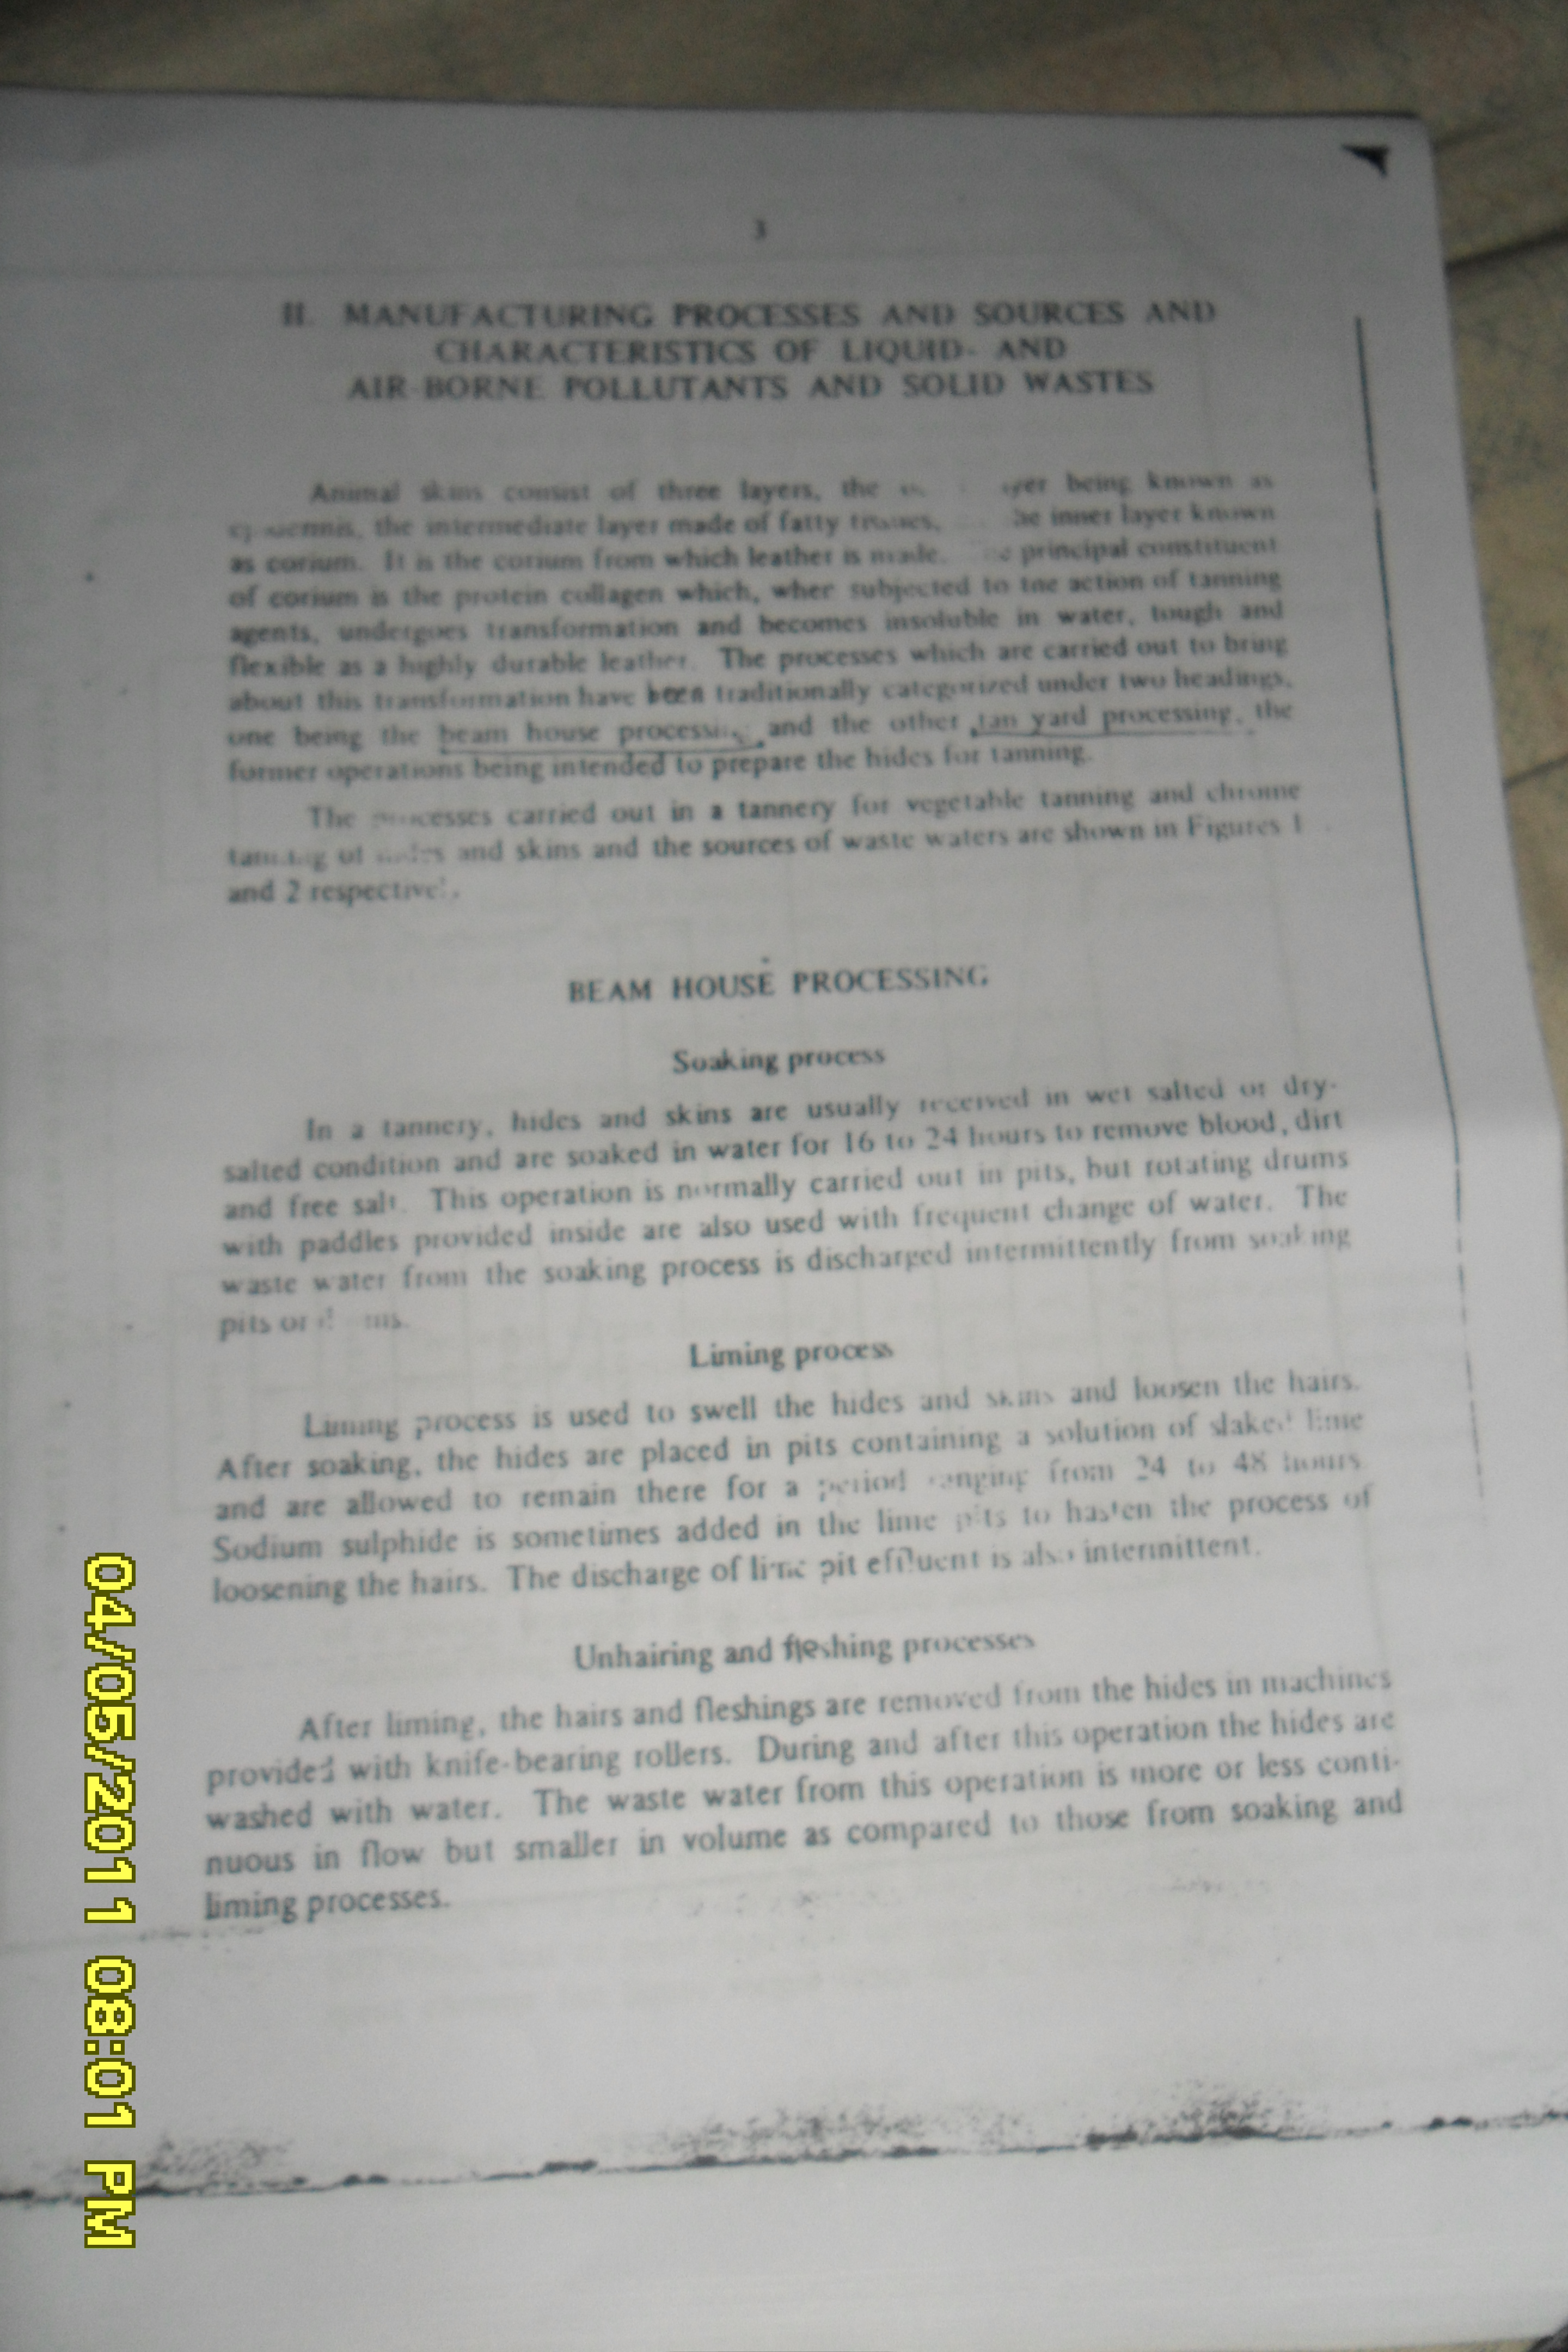 3
II. MANUFACTURING PROCESSES AND SOURCES AND
CHARACTERISTICS OF LIQUID- AND
AIR-BORNE POLLUTANTS AND SOLID WASTES
Animal skins consist of three layers, the being known as
the intermediate layer made of fatty tissues, inner layer known
as corium. It is the corium from which leather is made. principal constituent
of corium is the protein collagen which, when subjected to the action of tanning
agents, undergoes transformation and becomes insoluble in water, tough and
flexible as a highly durable leather. The processes which are carried out to bring
about this transformation have been traditionally categorized under two headings,
one being the beam house processing and the other tan yard processing, the
former operations being intended to prepare the hides for tanning.
The processes carried out in a tannery for vegetable tanning and chrome
tanning of hides and skins and the sources of waste waters are shown in Figures 1
and 2 respectively.
BEAM HOUSE PROCESSING
Soaking process
In a tannery, hides and skins are usually received in wet salted or dry-
salted condition and are soaked in water for 16 to 24 hours to remove blood, dirt
and free salt. This operation is normally carried out in pits, but rotating drums
with paddles provided inside are also used with frequent change of water. The
waste water from the soaking process is discharged intermittently from soaking
pits or
Liming process
Liming process is used to swell the hides and skins and loosen the hairs.
After soaking, the hides are placed in pits containing a solution of slaked lime
and are allowed to remain there for a period ranging from 24 to 48 hours.
Sodium sulphide is sometimes added in the lime pits to hasten the process of
loosening the hairs. The discharge of lime pit effluent is also intermittent.
Unhairing and fleshing processes
After liming, the hairs and fleshings are removed from the hides in machines
provided with knife-bearing rollers. During and after this operation the hides are
washed with water. The waste water from this operation is more or less conti-
nuous in flow but smaller in volume as compared to those from soaking and
liming processes.
04/05/2011 08:01 PM